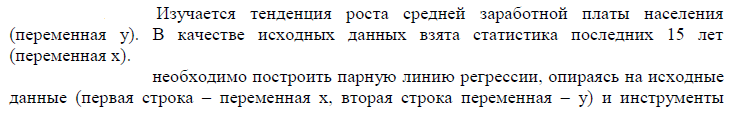 Изучается тенденция роста средней заработной платы населения
(переменная y). В качестве исходных данных взята статистика последних 15 лет
(переменная x).
необходимо построить парную линию регрессии, опираясь на исходные
данные (первая строка – переменная x, вторая строка переменная – y) и инструменты